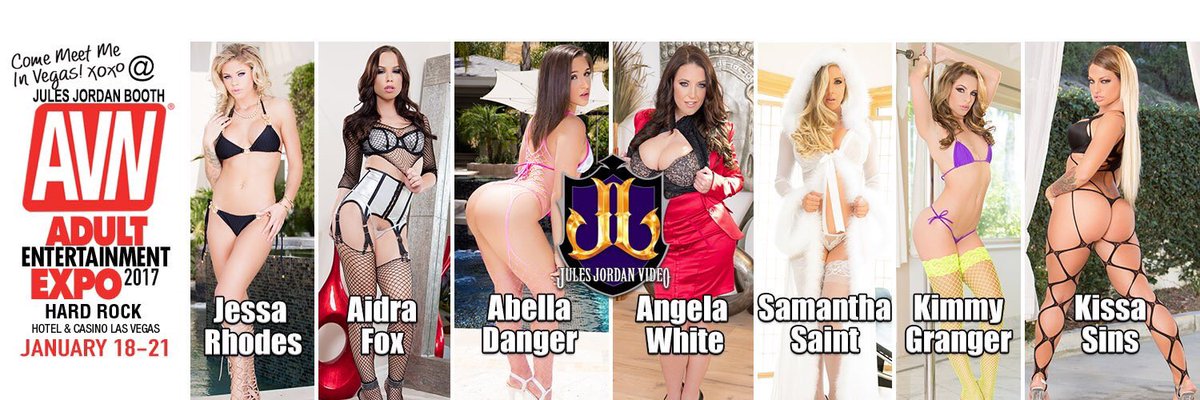 Come Meet Me
In Vegas! xoxo @
JULES JORDAN BOOTH
AVN®
ADULT
ENTERTAINMENT
EXPO 2017
HARD ROCK
HOTEL & CASINO LAS VEGAS
JANUARY 18–21
Jessa
Rhodes
Aidra
Fox
Abella
Danger
JJ
JULES JORDAN VIDEO
Angela
White
Samantha
Saint
Kimmy
Granger
Kissa
Sins